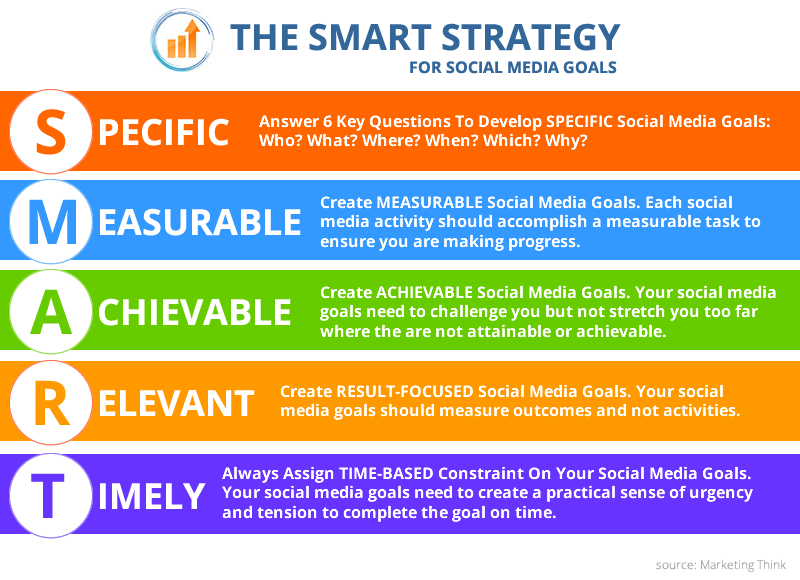 THE SMART STRATEGY
FOR SOCIAL MEDIA GOALS
SPECIFIC
Answer 6 Key Questions To Develop SPECIFIC Social Media Goals:
Who? What? Where? When? Which? Why?
MEASURABLE
Create MEASURABLE Social Media Goals. Each social
media activity should accomplish a measurable task to
ensure you are making progress.
ACHIEVABLE
Create ACHIEVABLE Social Media Goals. Your social media
goals need to challenge you but not stretch you too far
where the are not attainable or achievable.
RELEVANT
Create RESULT-FOCUSED Social Media Goals. Your social
media goals should measure outcomes and not activities.
TIMELY
Always Assign TIME-BASED Constraint On Your Social Media Goals.
Your social media goals need to create a practical sense of urgency
and tension to complete the goal on time.
source: Marketing Think